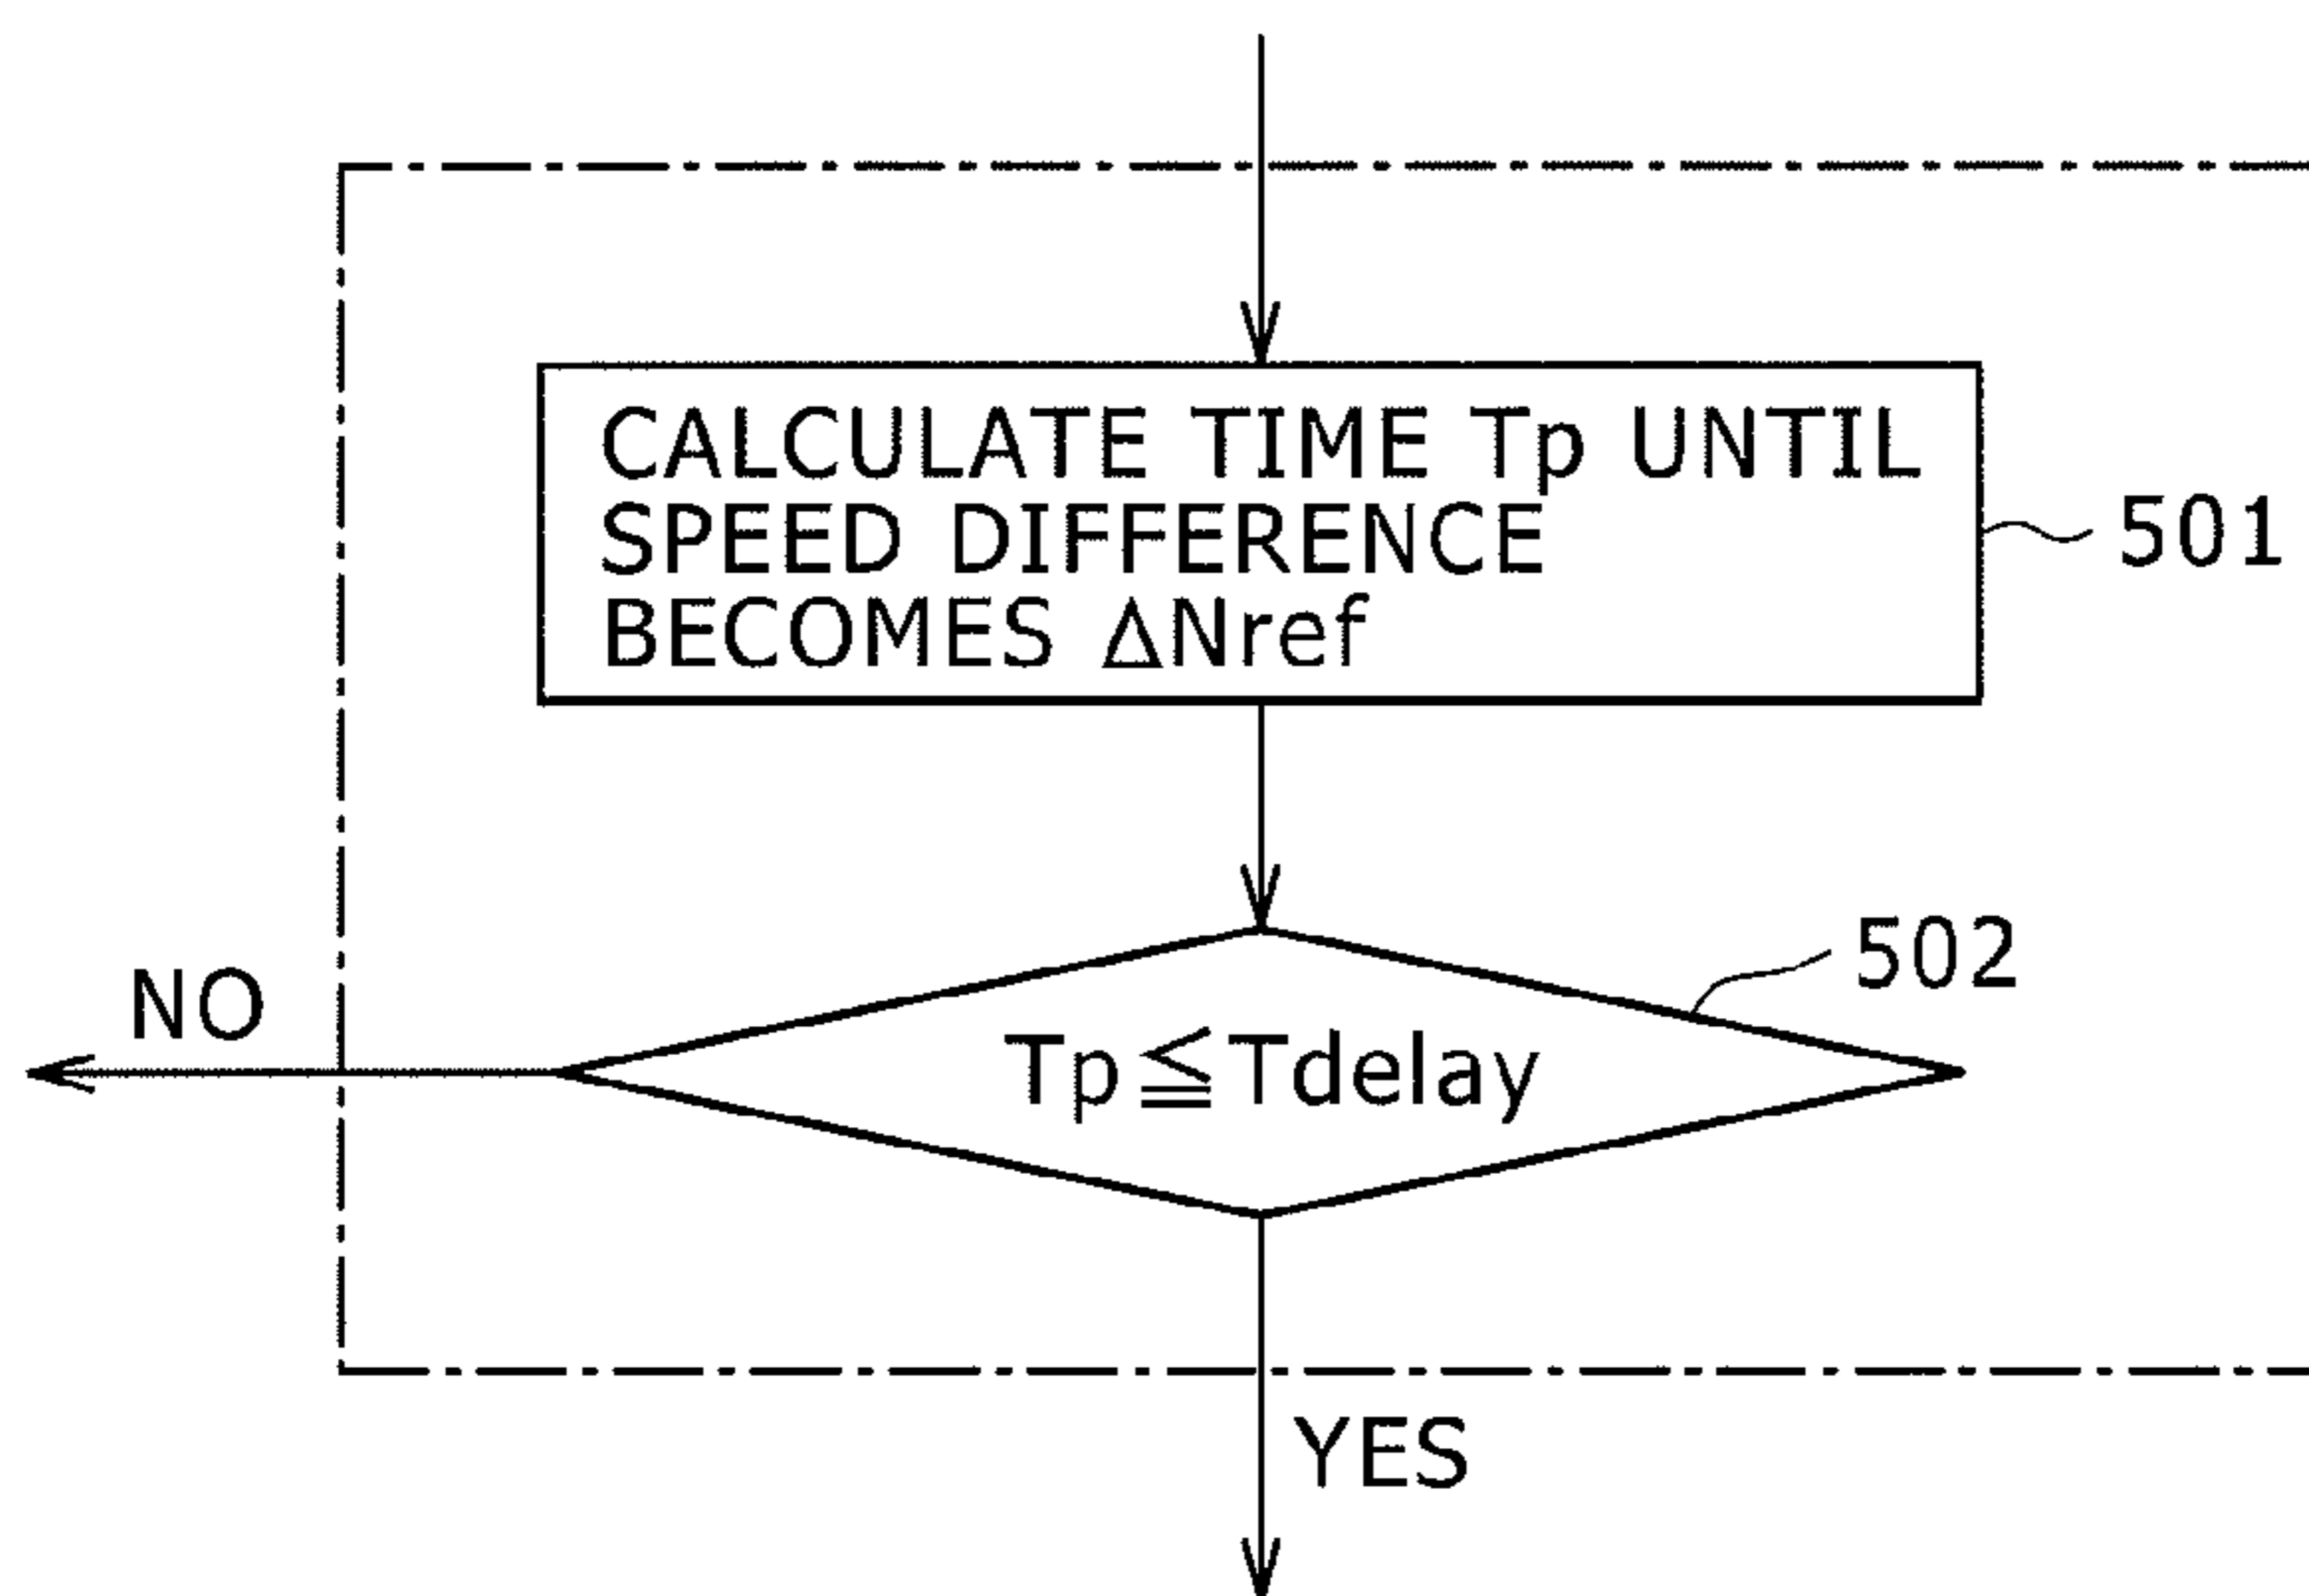 CALCULATE TIME Tp UNTIL
SPEED DIFFERENCE
BECOMES ΔNref
501
502
NO
Tp≦Tdelay
YES